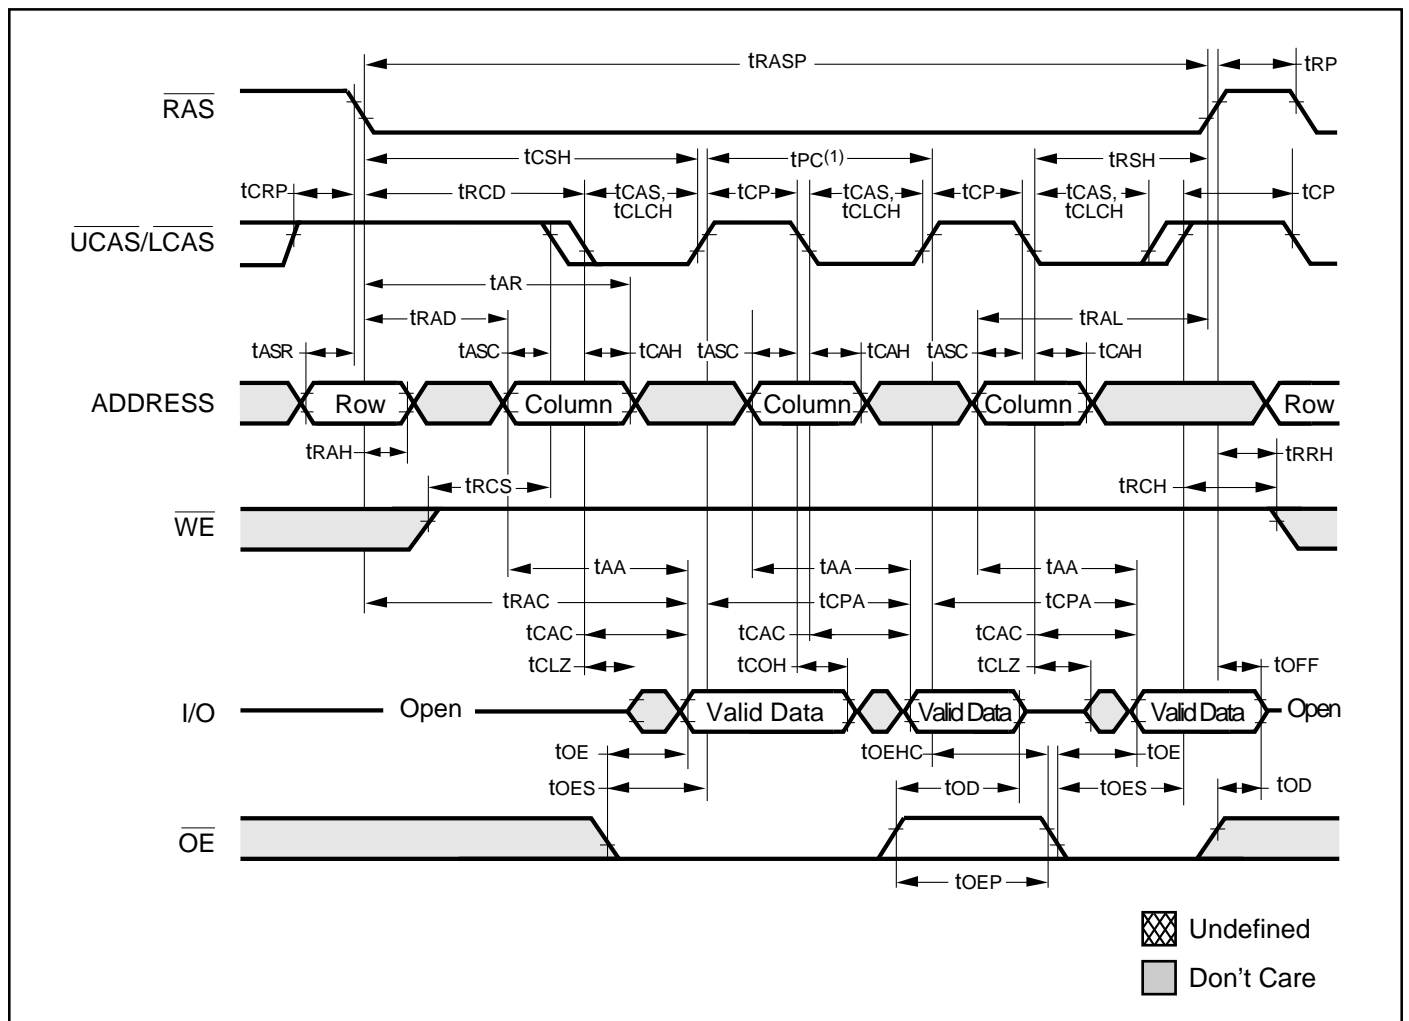 tRASP
tRP
RAS
tCSH
tPC(1)
tRSH
tCRP
tRCD
tCAS,
tCLCH
tCP
tCAS,
tCLCH
tCP
tCAS,
tCLCH
tCP
UCAS/LCAS
tAR
tRAD
tRAL
tASR
tASC
tCAH
tASC
tCAH
tASC
tCAH
ADDRESS
Row
Column
Column
Column
Row
tRAH
tRRH
tRCS
tRCH
WE
tAA
tAA
tAA
tRAC
tCPA
tCPA
tCAC
tCAC
tCAC
tCLZ
tCOH
tCLZ
tOFF
I/O
Open
Valid Data
Valid Data
Valid Data
Open
tOE
tOEHC
tOE
tOES
tOD
tOES
tOD
OE
tOEP
Undefined
Don't Care